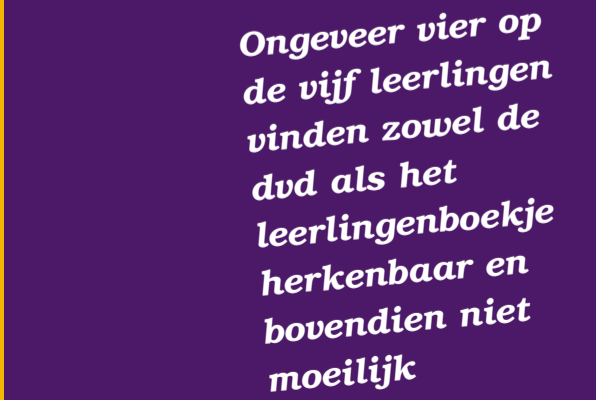 Ongeveer vier op
de vijf leerlingen
vinden zowel de
dvd als het
leerlingenboekje
herkenbaar en
bovendien niet
moeilijk